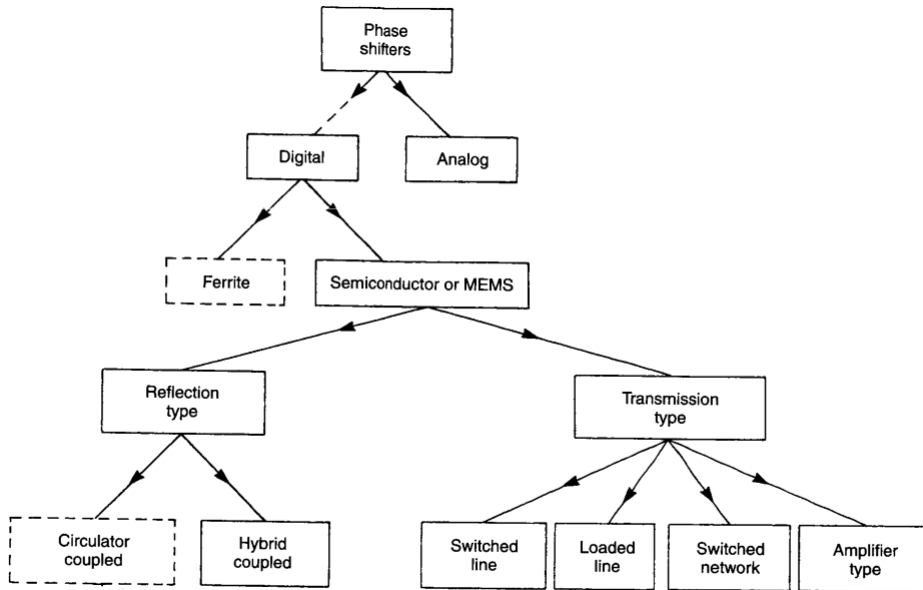 Phase
shifters
Digital
Analog
Ferrite
Semiconductor or MEMS
Reflection
type
Transmission
type
Circulator
coupled
Hybrid
coupled
Switched
line
Loaded
line
Switched
network
Amplifier
type